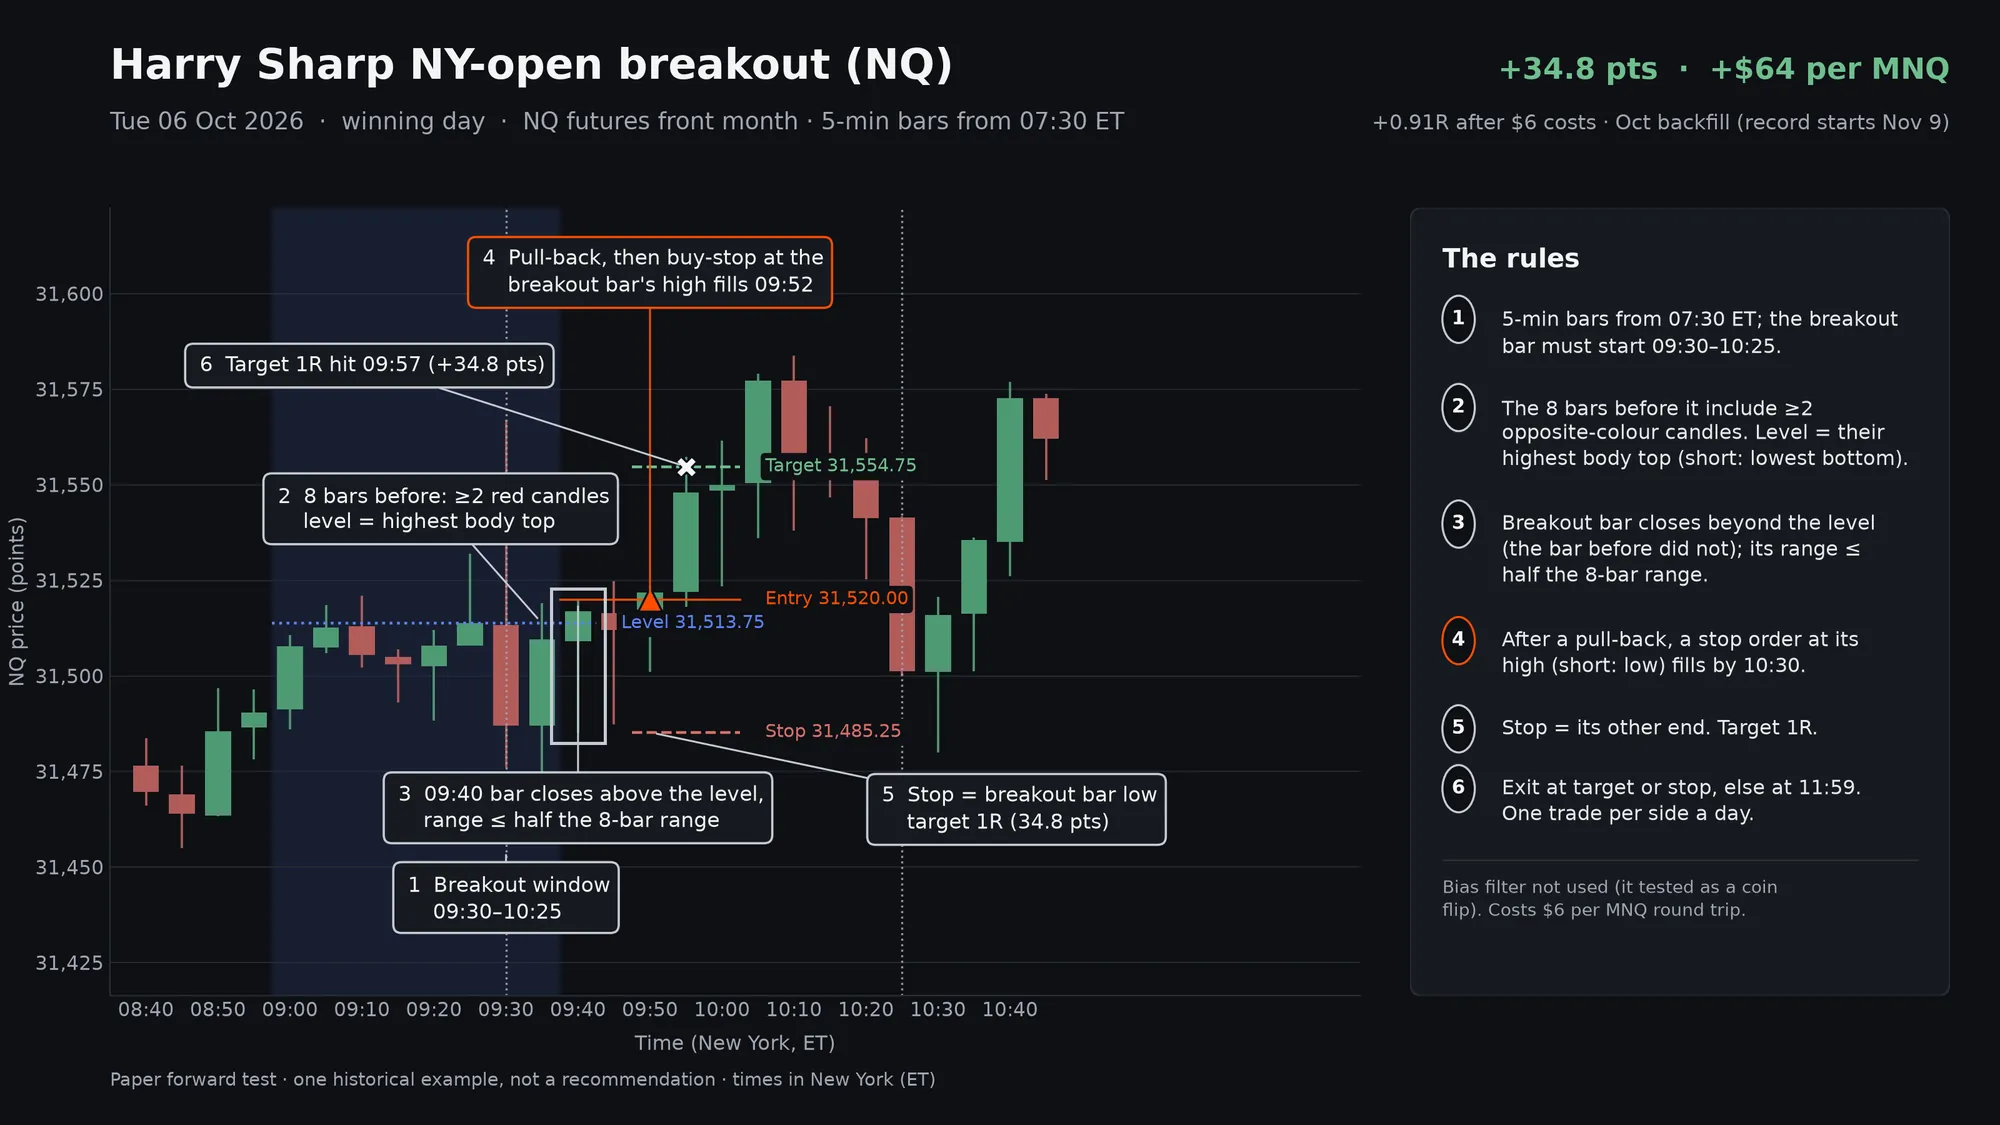 Harry Sharp NY-open breakout (NQ)
+34.8 pts · +$64 per MNQ
Tue 06 Oct 2026 · winning day · NQ futures front month · 5-min bars from 07:30 ET
+0.91R after $6 costs · Oct backfill (record starts Nov 9)
NQ price (points)
31,600
31,575
31,550
31,525
31,500
31,475
31,450
31,425
4 Pull-back, then buy-stop at the
breakout bar's high fills 09:52
6 Target 1R hit 09:57 (+34.8 pts)
Target 31,554.75
2 8 bars before: ≥2 red candles
level = highest body top
Entry 31,520.00
Level 31,513.75
Stop 31,485.25
3 09:40 bar closes above the level,
range ≤ half the 8-bar range
5 Stop = breakout bar low
target 1R (34.8 pts)
1 Breakout window
09:30–10:25
08:40 08:50 09:00 09:10 09:20 09:30 09:40 09:50 10:00 10:10 10:20 10:30 10:40
Time (New York, ET)
The rules
1 5-min bars from 07:30 ET; the breakout
bar must start 09:30–10:25.
2 The 8 bars before it include ≥2
opposite-colour candles. Level = their
highest body top (short: lowest bottom).
3 Breakout bar closes beyond the level
(the bar before did not); its range ≤
half the 8-bar range.
4 After a pull-back, a stop order at its
high (short: low) fills by 10:30.
5 Stop = its other end. Target 1R.
6 Exit at target or stop, else at 11:59.
One trade per side a day.
Bias filter not used (it tested as a coin
flip). Costs $6 per MNQ round trip.
Paper forward test · one historical example, not a recommendation · times in New York (ET)